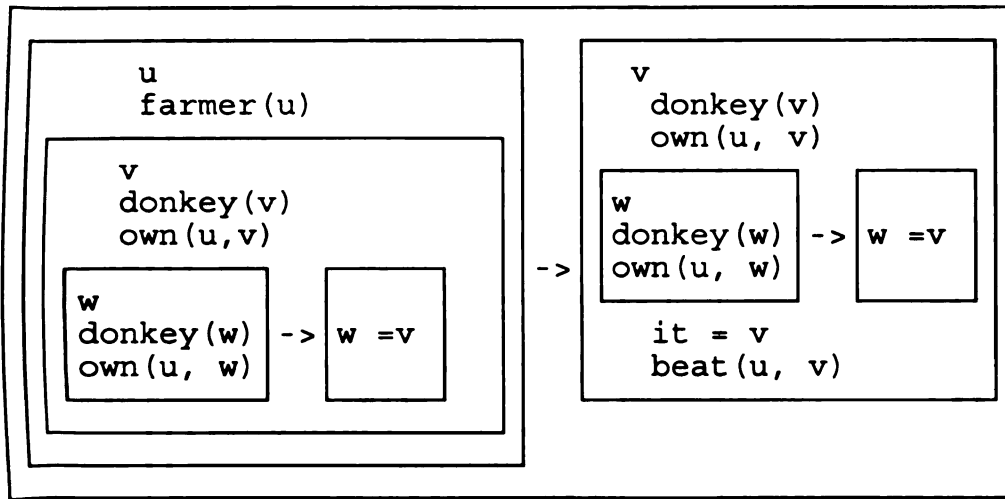 u
farmer(u)
v
donkey(v)
own(u,v)
w
donkey(w)
own(u, w)
->
w =v
->
v
donkey(v)
own(u, v)
w
donkey(w)
own(u, w)
->
w =v
it = v
beat(u, v)